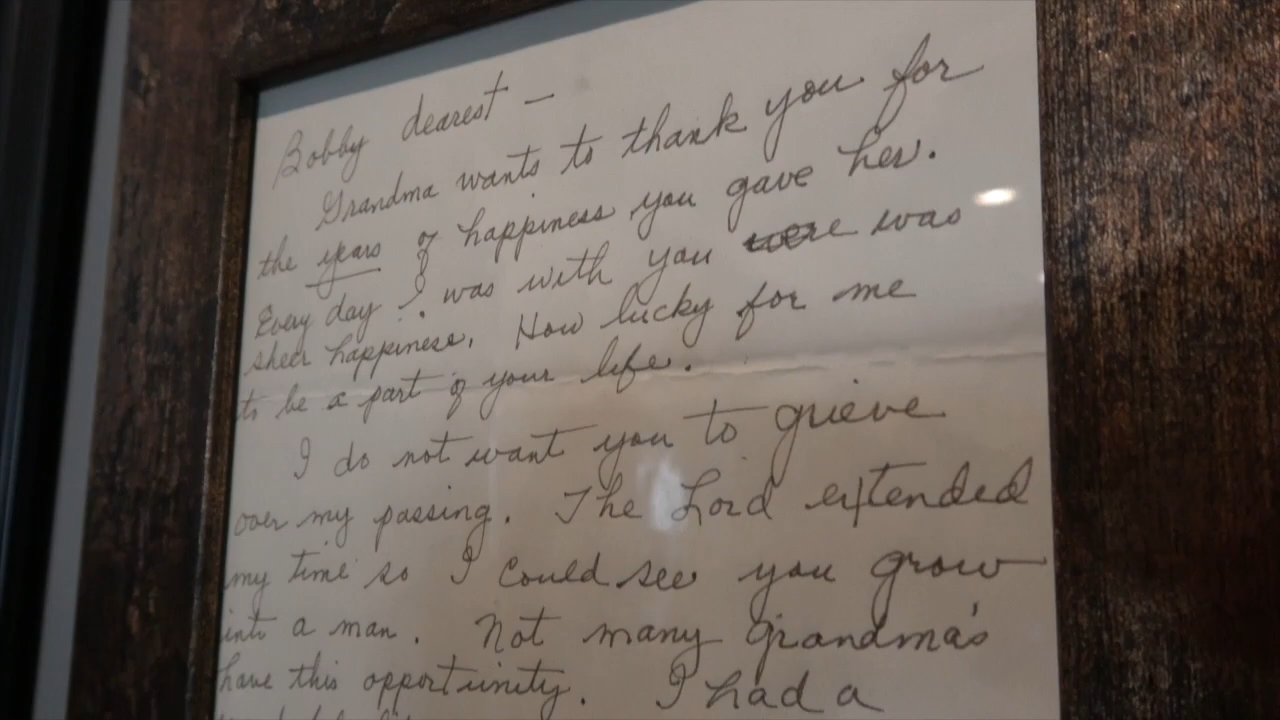 Bobby dearest —
Grandma wants to thank you for
the years of happiness you gave her.
Every day I was with you were was
sheer happiness. How lucky for me
to be a part of your life.
I do not want you to grieve
over my passing. The Lord extended
my time so I could see you grow
into a man. Not many Grandma's
have this opportunity. I had a